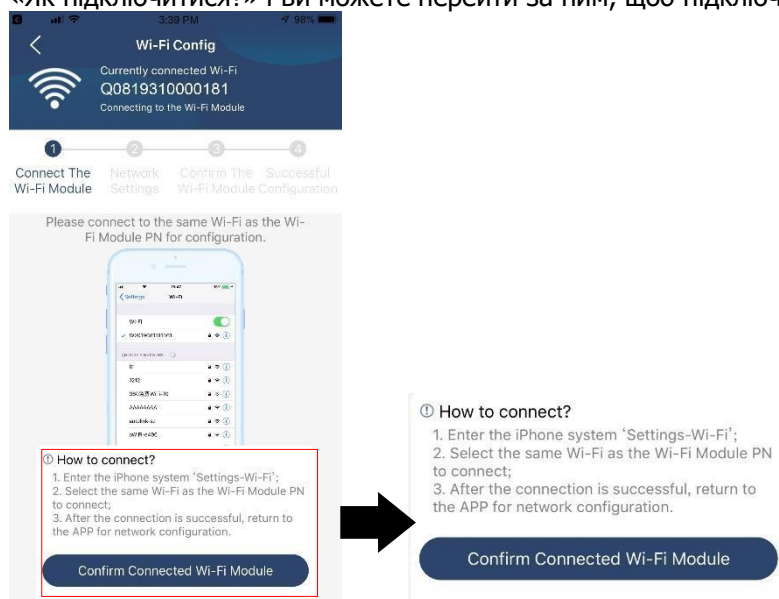 «Як підключитися?» і ви можете перейти за ним, щоб підключ
3:39 PM 98%
Wi-Fi Config
Currently connected Wi-Fi
Q0819310000181
Connecting to the Wi-Fi Module
1 2 3 4
Connect The Wi-Fi Module
Network Settings
Confirm The Wi-Fi Module
Successful Configuration
Please connect to the same Wi-Fi as the Wi-
Fi Module PN for configuration.
Settings Wi-Fi
Wi-Fi
1212
AAAAAAAA
How to connect?
1. Enter the iPhone system ‘Settings-Wi-Fi’;
2. Select the same Wi-Fi as the Wi-Fi Module PN
to connect;
3. After the connection is successful, return to
the APP for network configuration.
Confirm Connected Wi-Fi Module
How to connect?
1. Enter the iPhone system ‘Settings-Wi-Fi’;
2. Select the same Wi-Fi as the Wi-Fi Module PN
to connect;
3. After the connection is successful, return to
the APP for network configuration.
Confirm Connected Wi-Fi Module